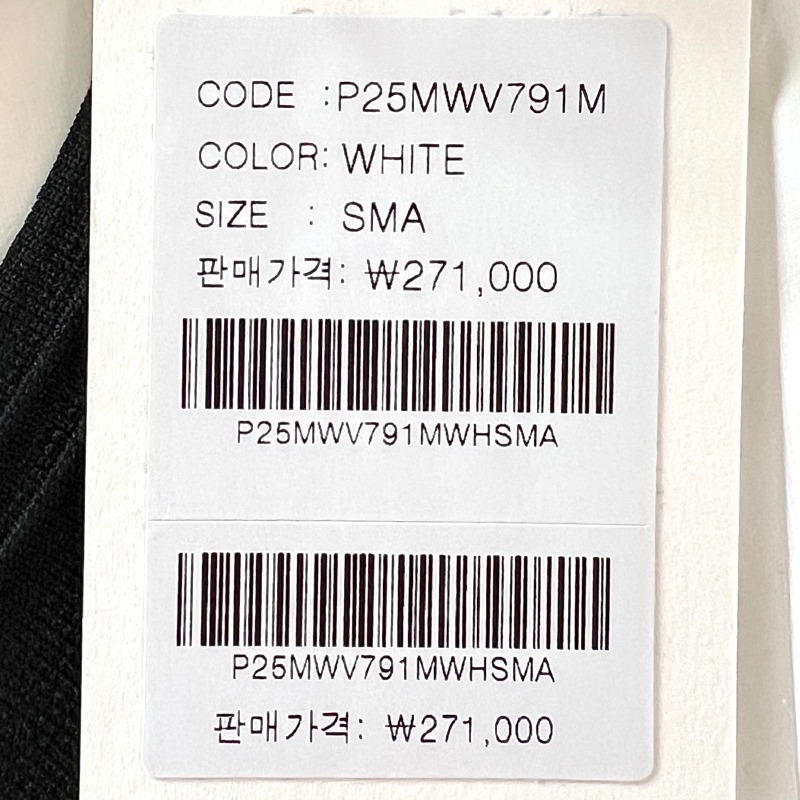 CODE : P25MWV791M
COLOR: WHITE
SIZE : SMA
판매가격: ₩271,000
P25MWV791MWHSMA
P25MWV791MWHSMA
판매가격: ₩271,000